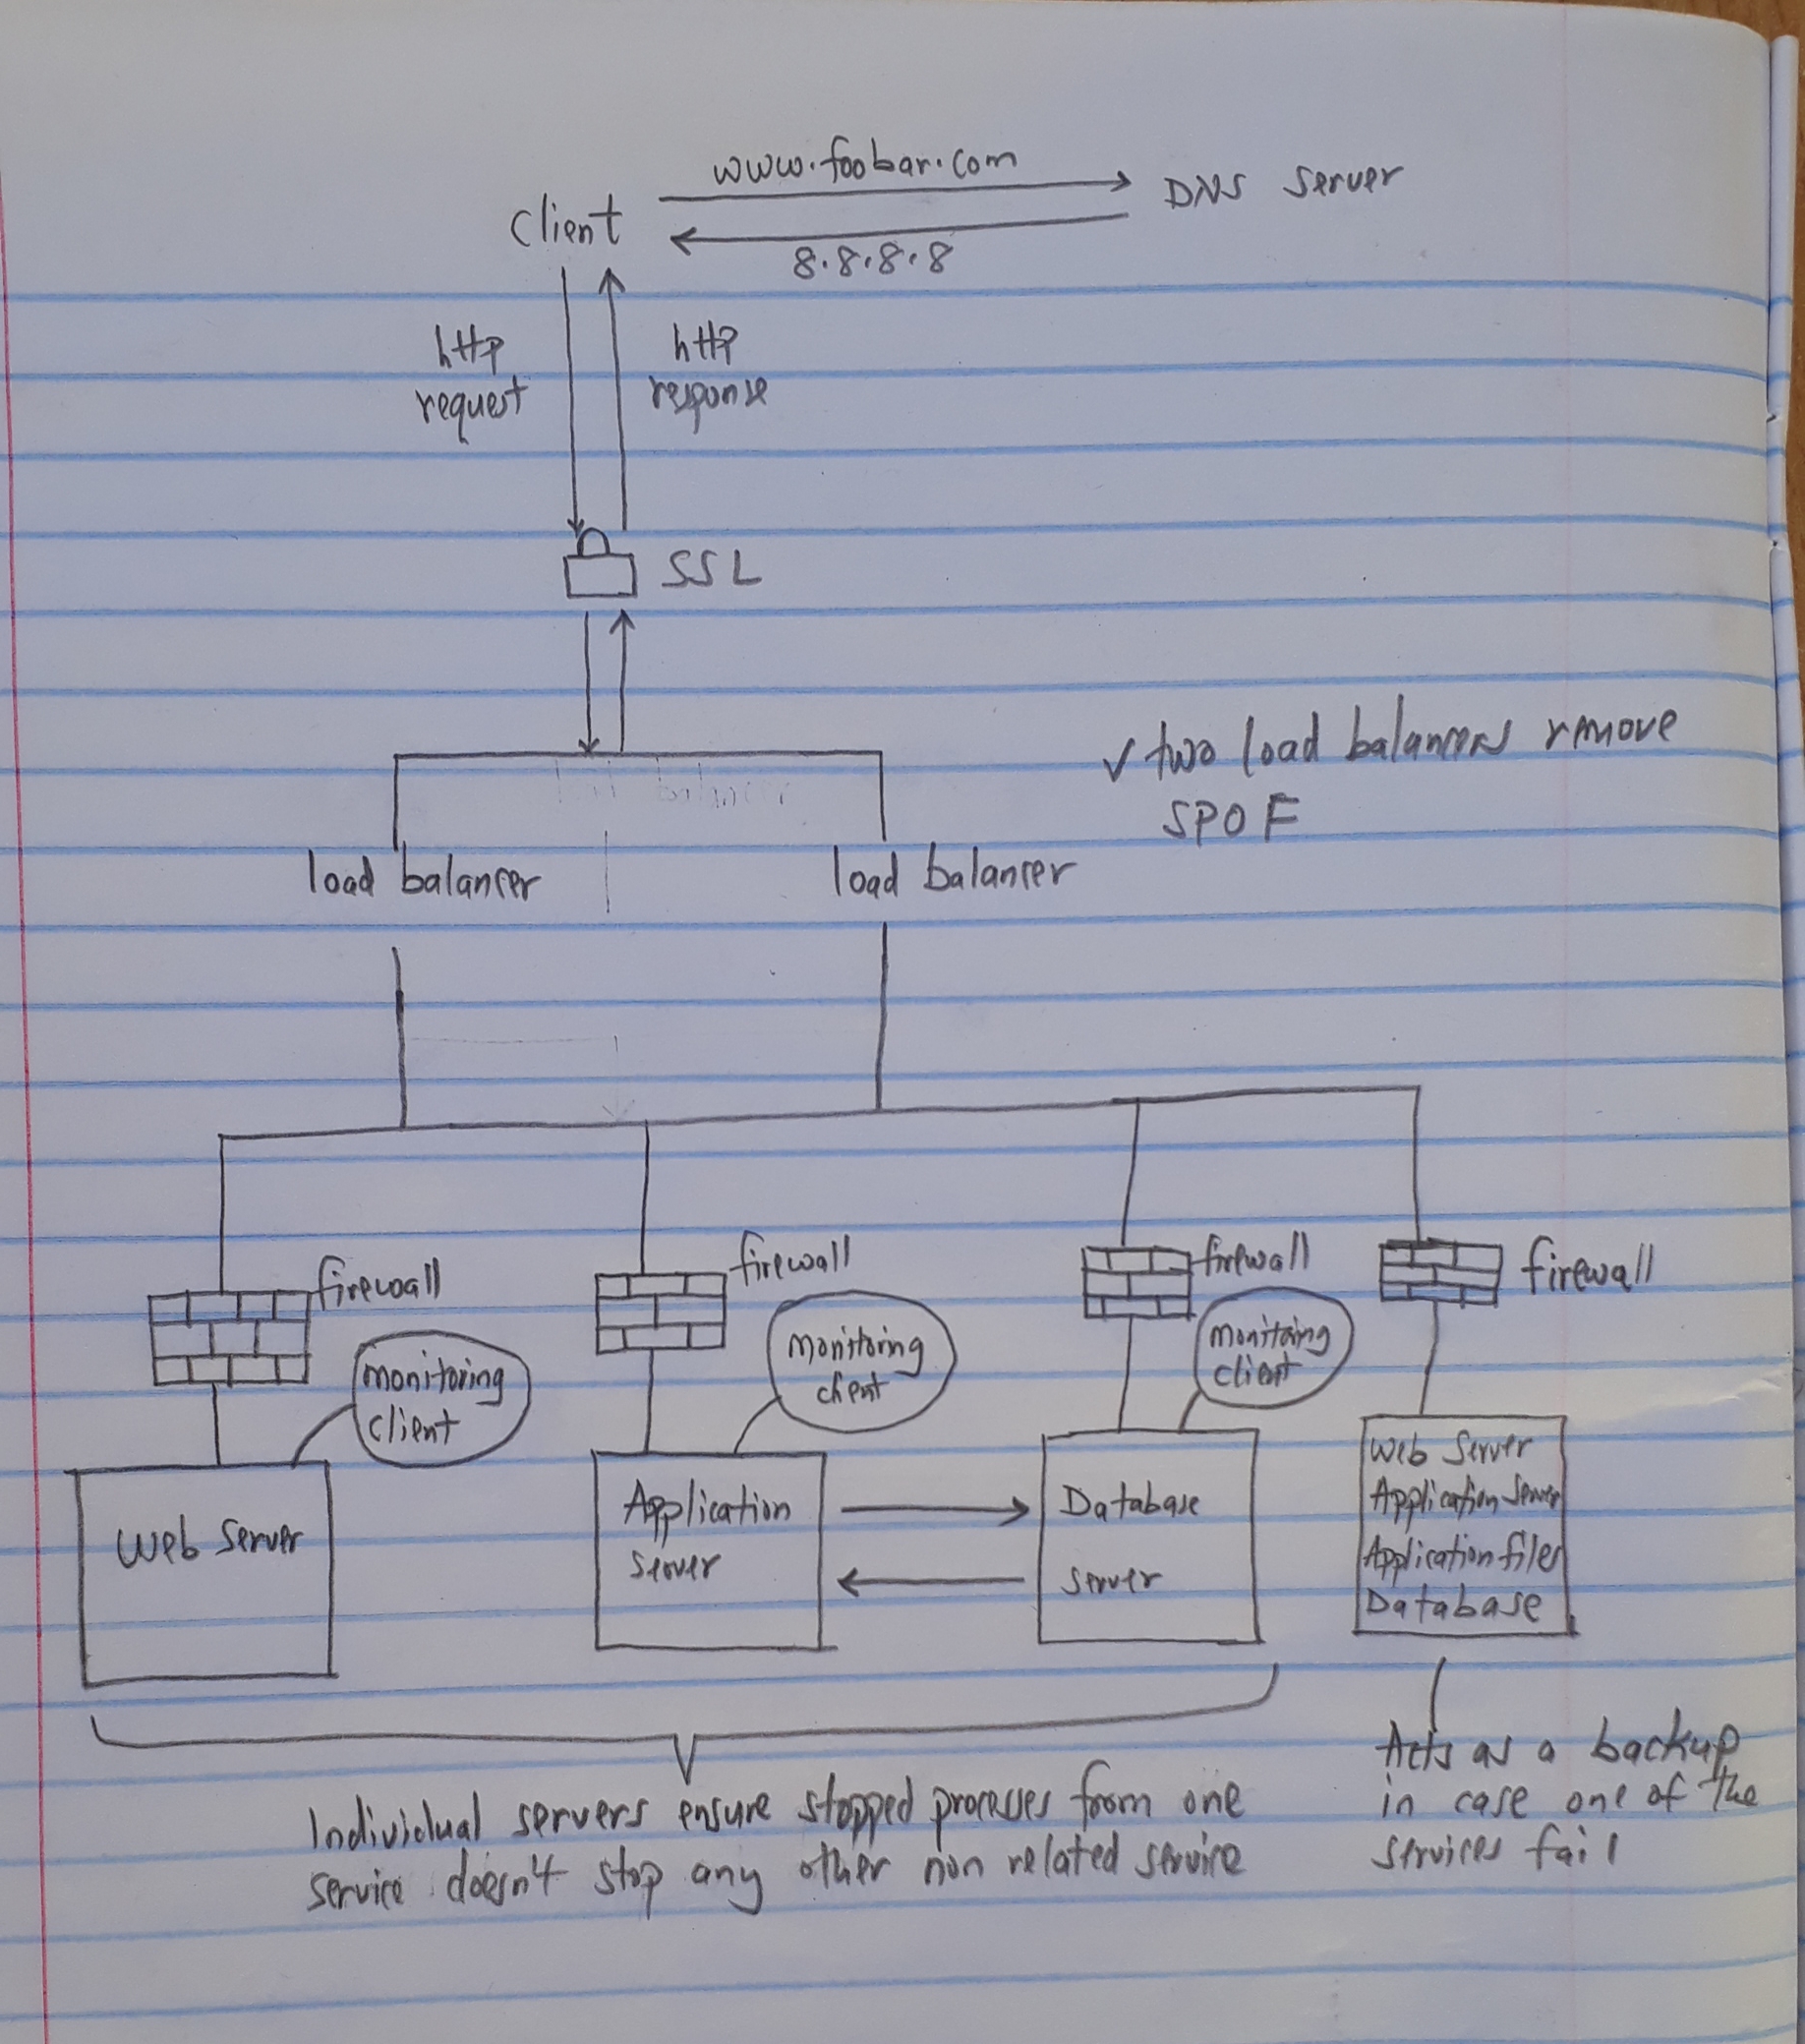 www.foobar.com
Client
DNS Server
8.8.8.8
http
request
http
response
SSL
✓ two load balancers remove
SPOF
load balancer
load balancer
firewall
firewall
firewall
firewall
monitoring
client
monitoring
client
monitoring
client
Web Server
Application
Server
Database
Server
Web Server
Application Server
Application files
Database
Individual servers ensure stopped processes from one
service doesn't stop any other non related service
Acts as a backup
in case one of the
services fail